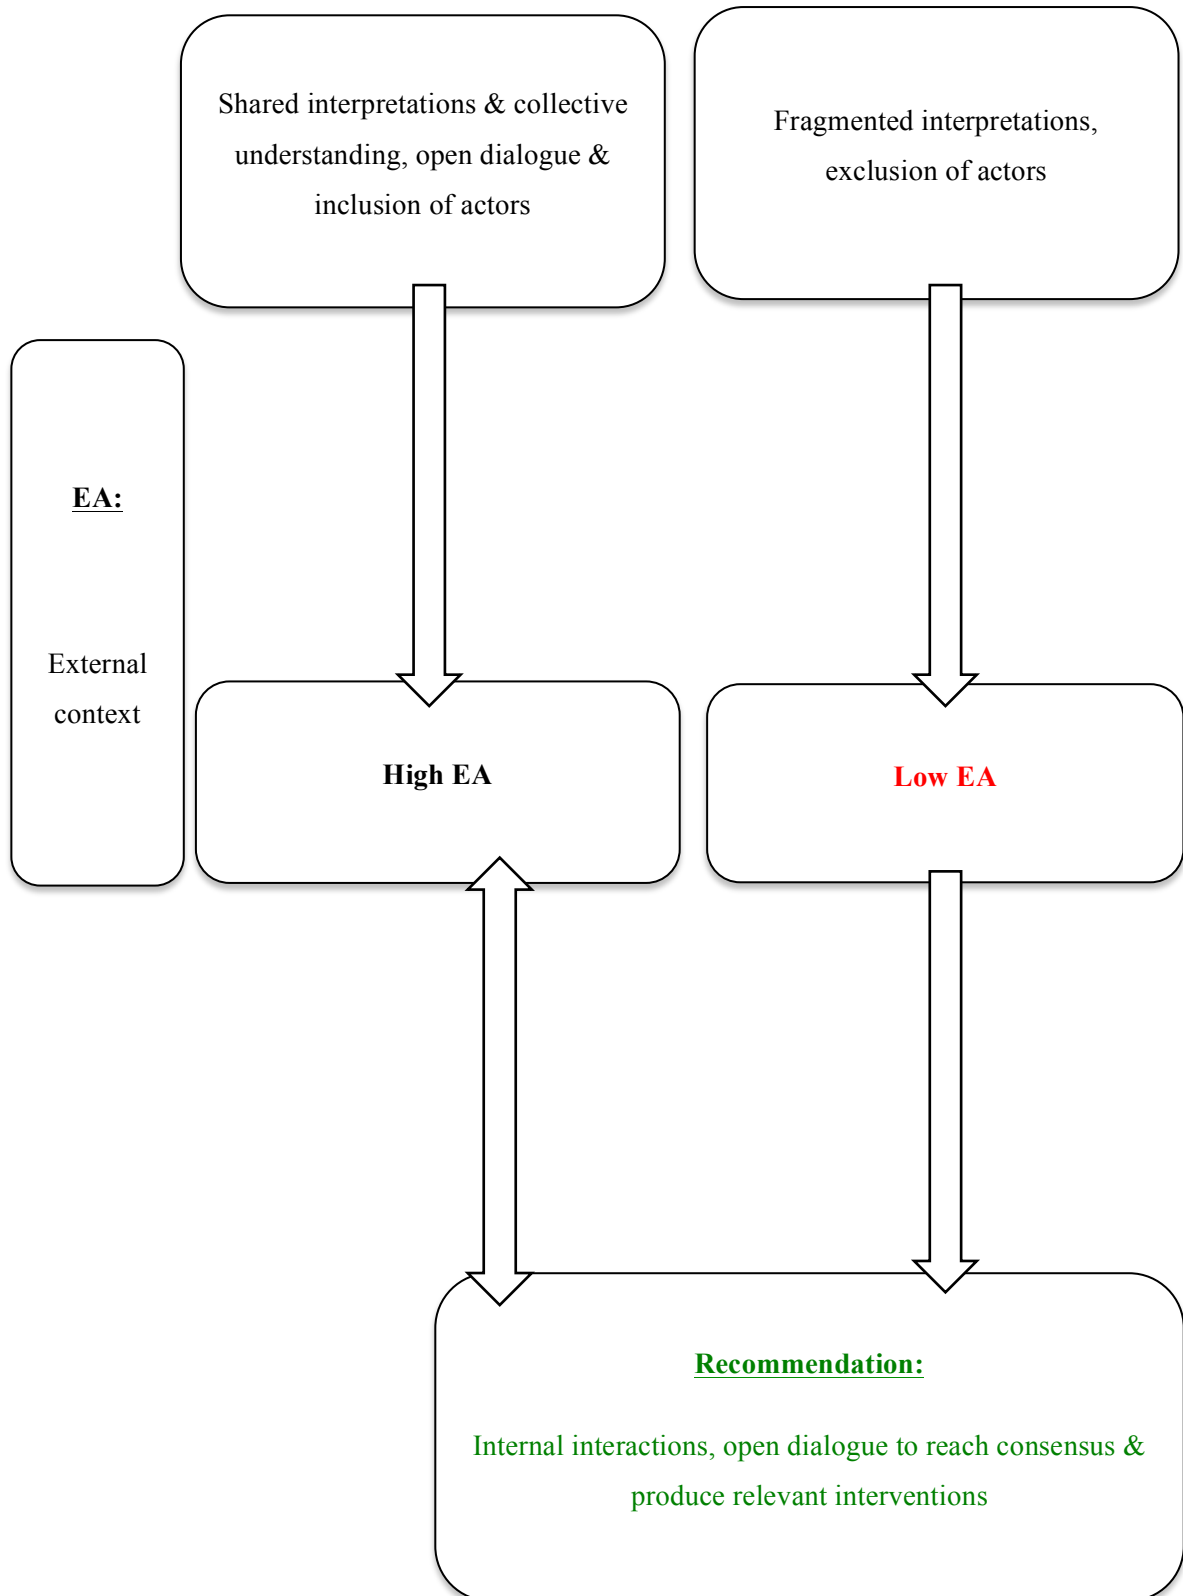 Shared interpretations & collective
understanding, open dialogue &
inclusion of actors
Fragmented interpretations,
exclusion of actors
EA:
External
context
High EA
Low EA
Recommendation:
Internal interactions, open dialogue to reach consensus &
produce relevant interventions